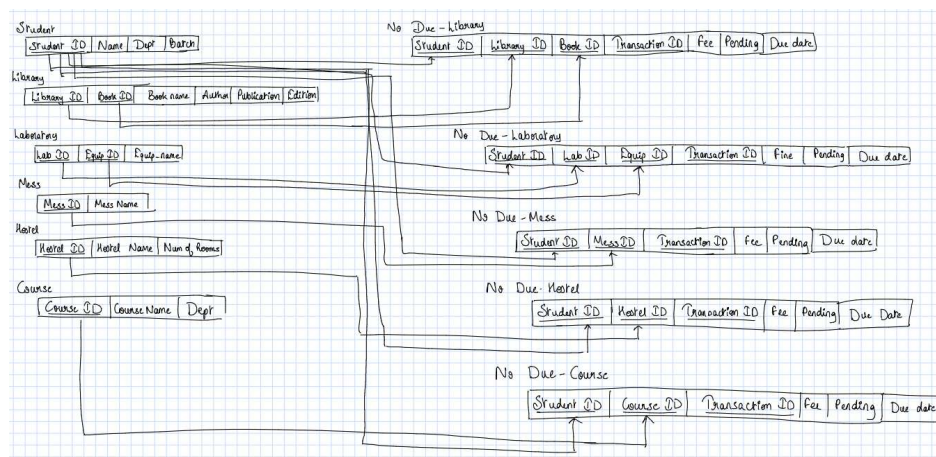 Student
Student ID Name Dept Batch
Library
Library ID Book ID Book name Author Publication Edition
Laboratory
Lab ID Equip ID Equip-name
Mess
Mess ID Mess Name
Hostel
Hostel ID Hostel Name Num of Rooms
Course
Course ID Course Name Dept
No Due-Library
Student ID Library ID Book ID Transaction ID Fee Pending Due date
No Due-Laboratory
Student ID Lab ID Equip ID Transaction ID Fine Pending Due date
No Due-Mess
Student ID Mess ID Transaction ID Fee Pending Due date
No Due-Hostel
Student ID Hostel ID Transaction ID Fee Pending Due Date
No Due-Course
Student ID Course ID Transaction ID Fee Pending Due date